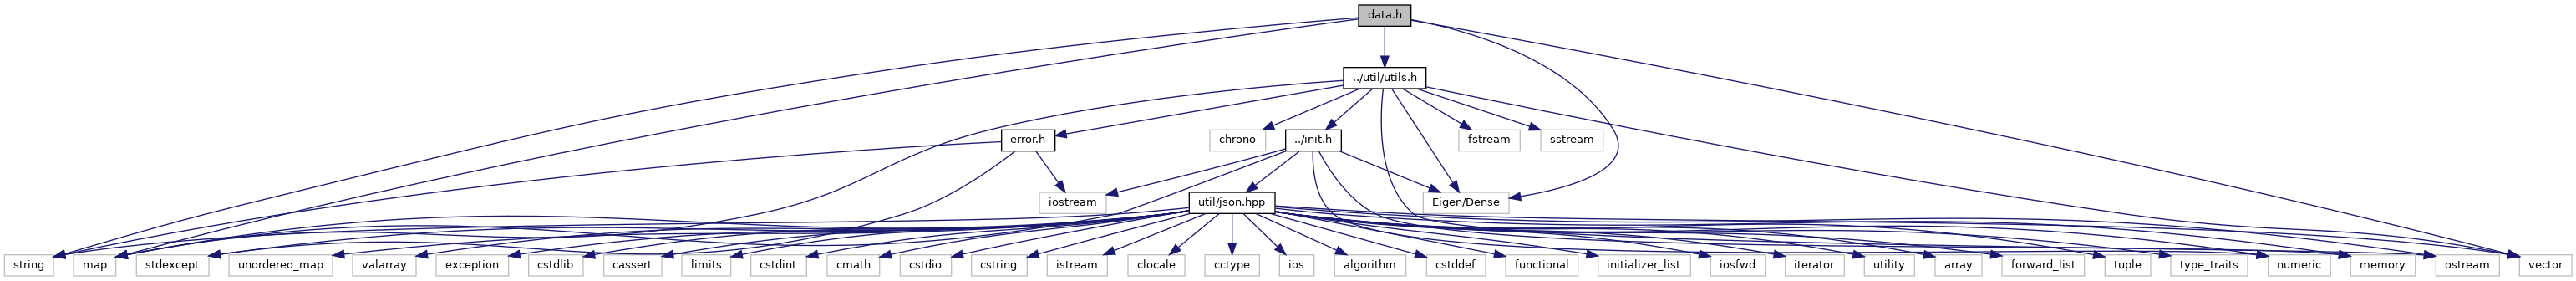 data.h
../util/utils.h
error.h
chrono
../init.h
fstream
sstream
iostream
util/json.hpp
Eigen/Dense
string
map
stdexcept
unordered_map
valarray
exception
cstdlib
cassert
limits
cstdint
cmath
cstdio
cstring
istream
clocale
cctype
ios
algorithm
cstddef
functional
initializer_list
iosfwd
iterator
utility
array
forward_list
tuple
type_traits
numeric
memory
ostream
vector